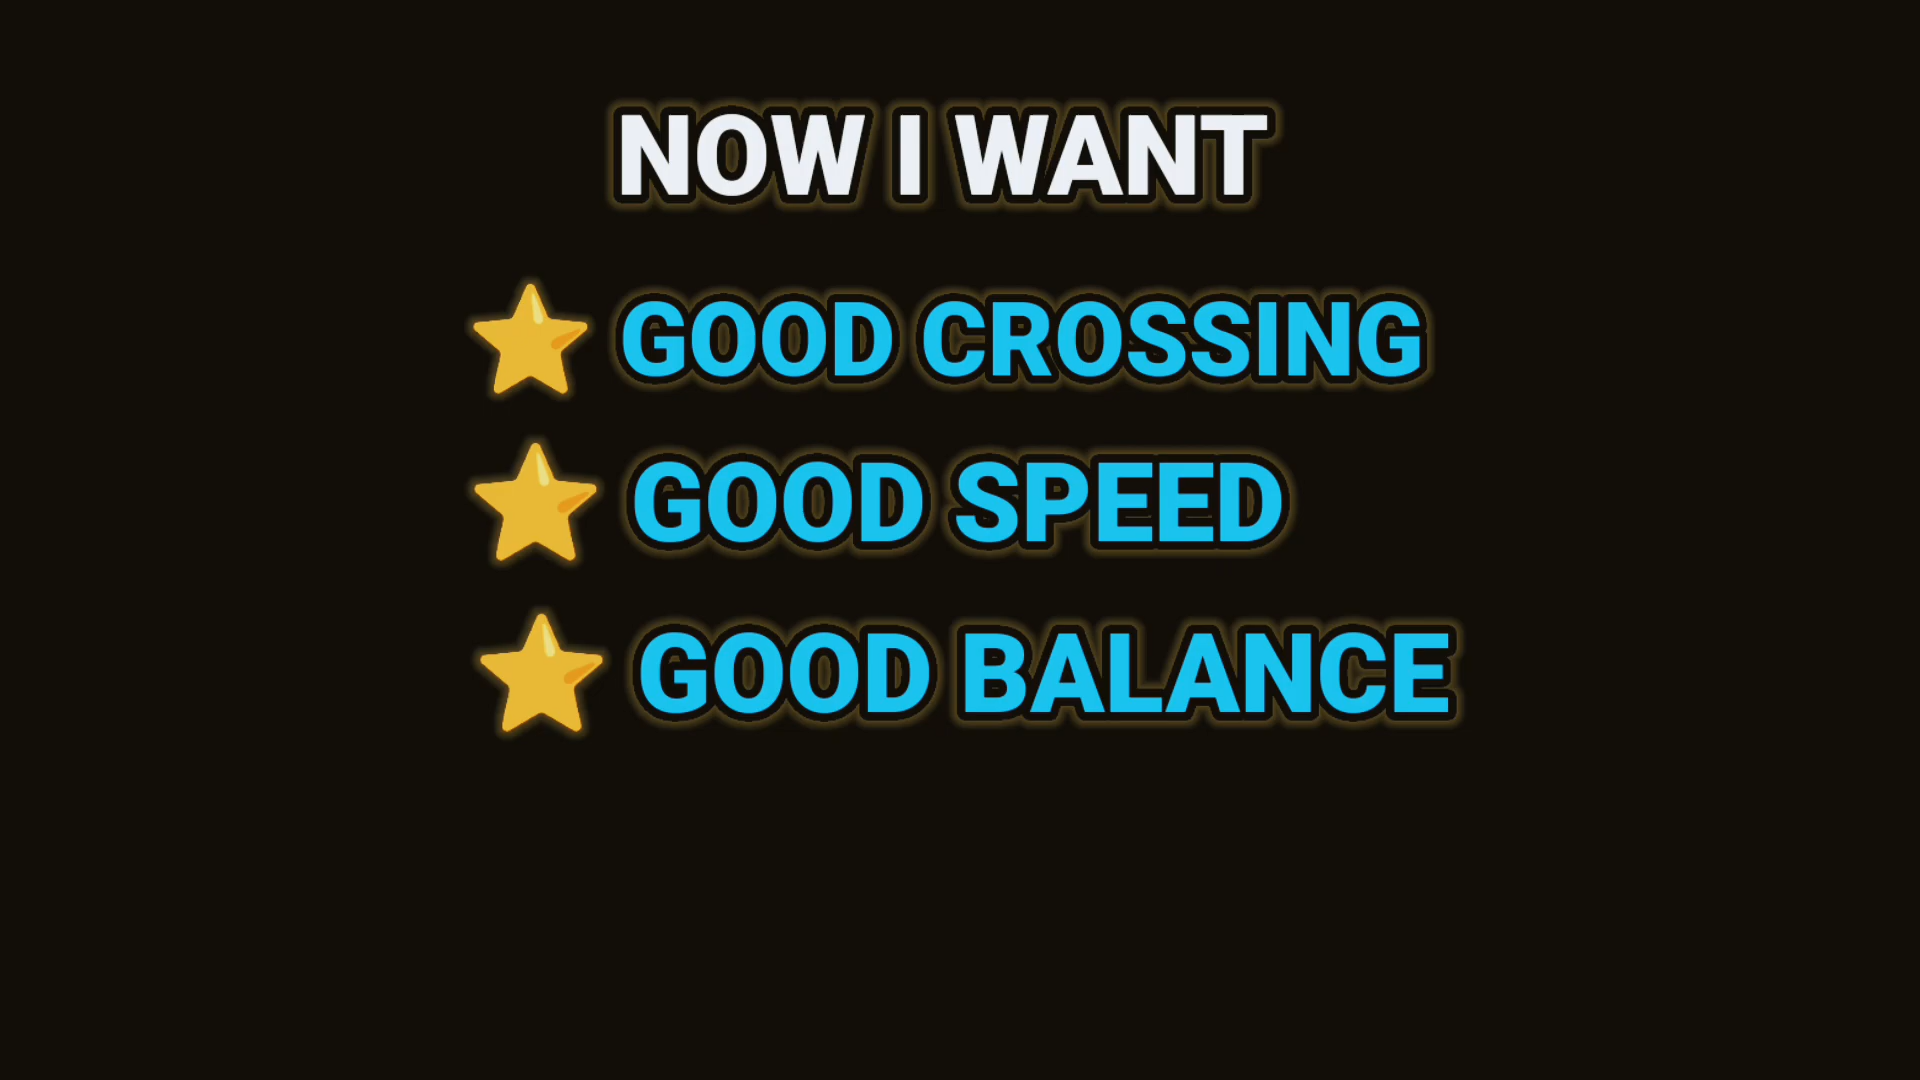 NOW I WANT
⭐ GOOD CROSSING
⭐ GOOD SPEED
⭐ GOOD BALANCE